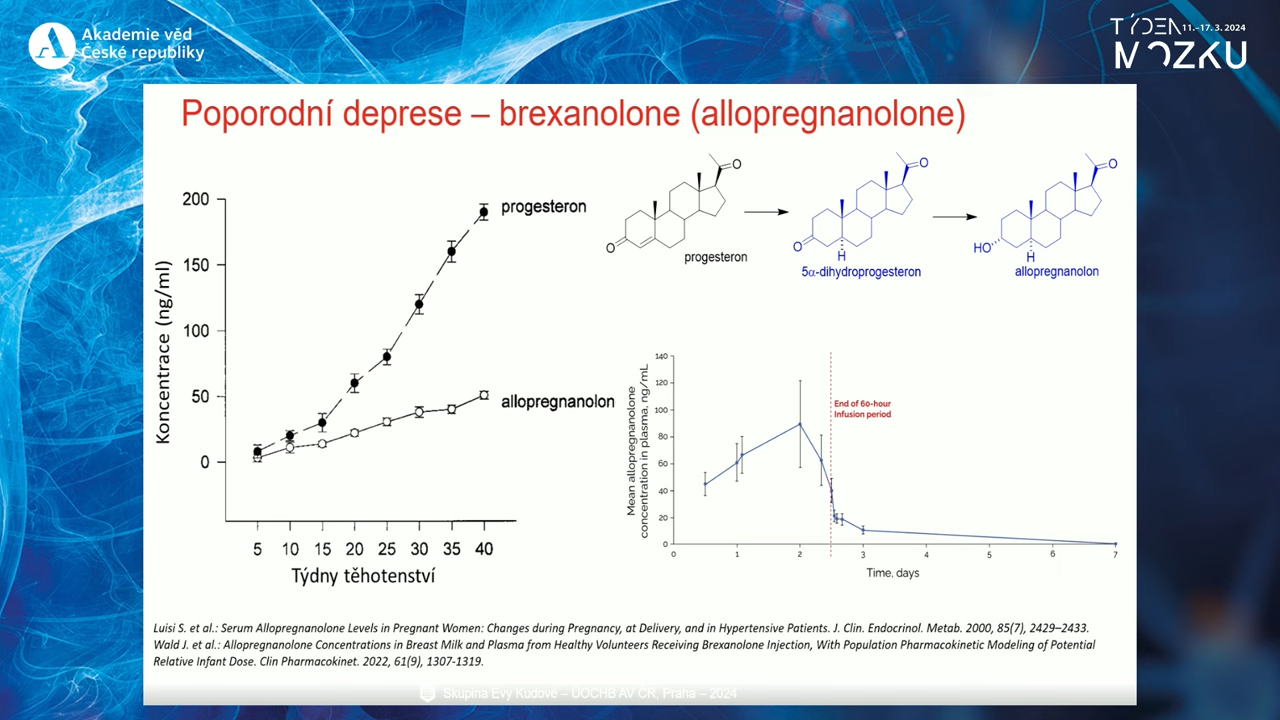 Akademie věd
České republiky
TÝDEN 11.–17. 3. 2024
MOZKU
Poporodní deprese – brexanolone (allopregnanolone)
Koncentrace (ng/ml)
200
150
100
50
0
progesteron
allopregnanolon
5 10 15 20 25 30 35 40
Týdny těhotenství
O
O
progesteron
O
O
H
5α-dihydroprogesteron
O
HO
H
allopregnanolon
Mean allopregnanolone
concentration in plasma, ng/mL
140
120
100
80
60
40
20
0
End of 60-hour
Infusion period
0 1 2 3 4 5 6 7
Time, days
Luisi S. et al.: Serum Allopregnanolone Levels in Pregnant Women: Changes during Pregnancy, at Delivery, and in Hypertensive Patients. J. Clin. Endocrinol. Metab. 2000, 85(7), 2429–2433.
Wald J. et al.: Allopregnanolone Concentrations in Breast Milk and Plasma from Healthy Volunteers Receiving Brexanolone Injection, With Population Pharmacokinetic Modeling of Potential
Relative Infant Dose. Clin Pharmacokinet. 2022, 61(9), 1307-1319.
Skupina Evy Kudové – ÚOCHB AV ČR, Praha – 2024